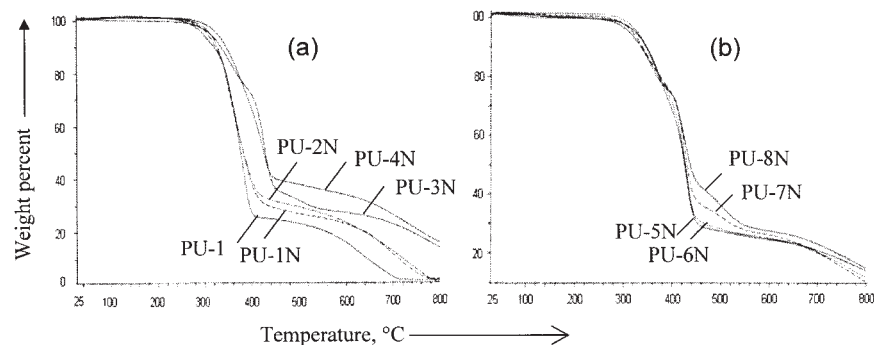 Weight percent
100
80
60
40
20
0
(a)
PU-2N
PU-4N
PU-3N
PU-1
PU-1N
25 100 200 300 400 500 600 700 800
00
80
60
40
20
(b)
PU-8N
PU-7N
PU-5N
PU-6N
25 100 200 300 400 500 600 700 800
Temperature, °C